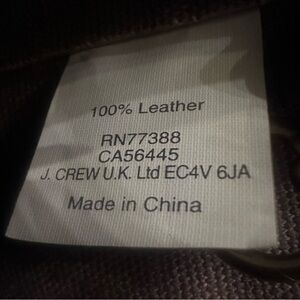 100% Leather
RN77388
CA56445
J. CREW U.K. Ltd EC4V 6JA
Made in China